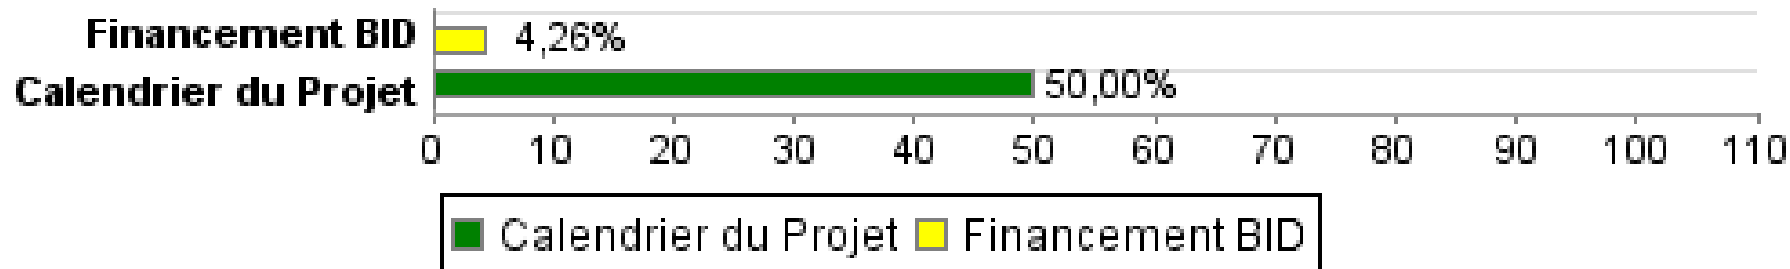 Financement BID 4,26%
Calendrier du Projet 50,00%
0 10 20 30 40 50 60 70 80 90 100 110
Calendrier du Projet Financement BID